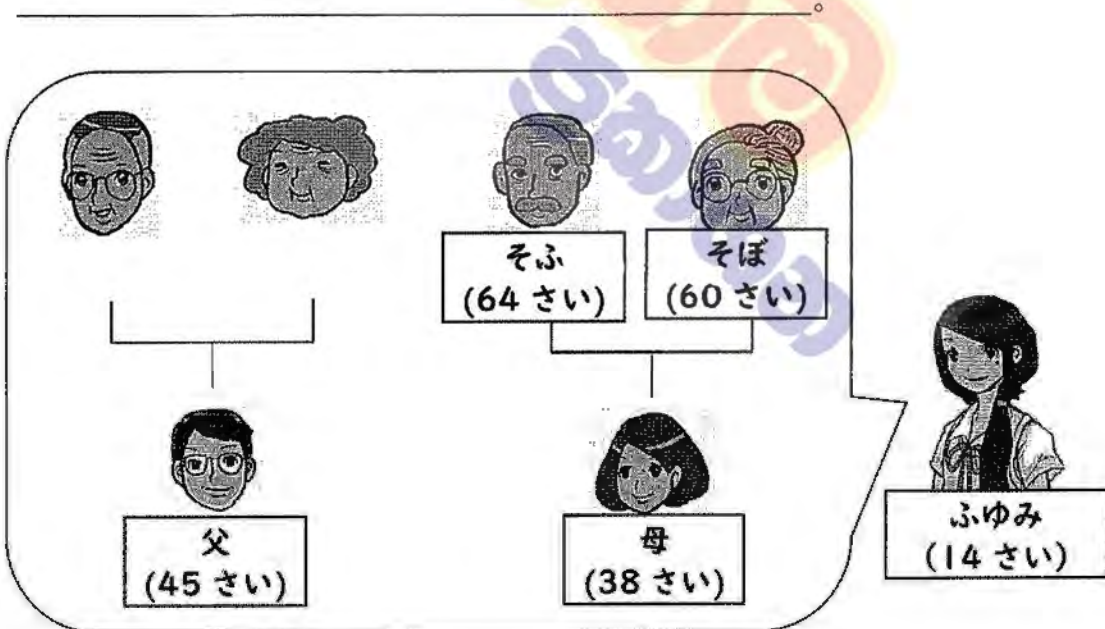 。
そふ
(64 さい)
そぼ
(60 さい)
父
(45 さい)
母
(38 さい)
ふゆみ
(14 さい)